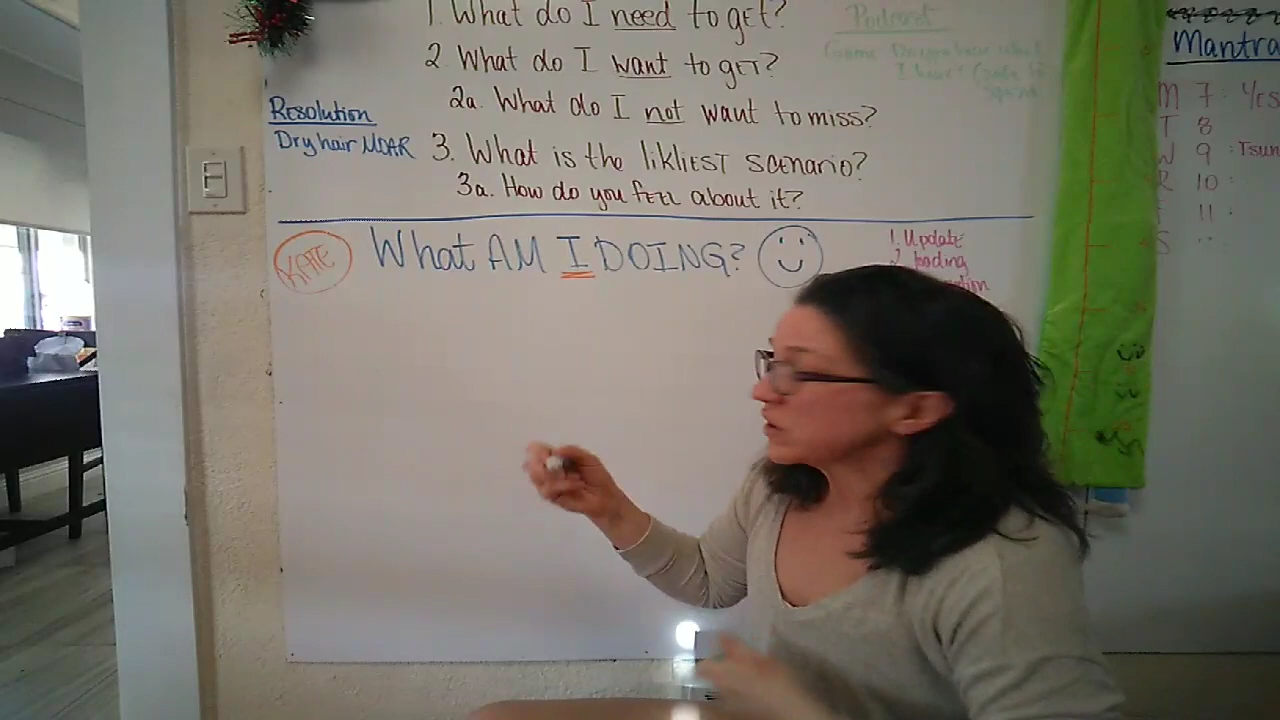 1. What do I need to get?
2 What do I want to get?
2a. What do I not want to miss?
3. What is the likliest scenario?
3a. How do you feel about it?
Resolution
Dry hair MDAR
KATE
What AM I DOING?
1. Update
2. loading
Podcast
Mantra
M 7 : Yes
T 8
W 9 : Tsun
R 10 :
F 11 :
S